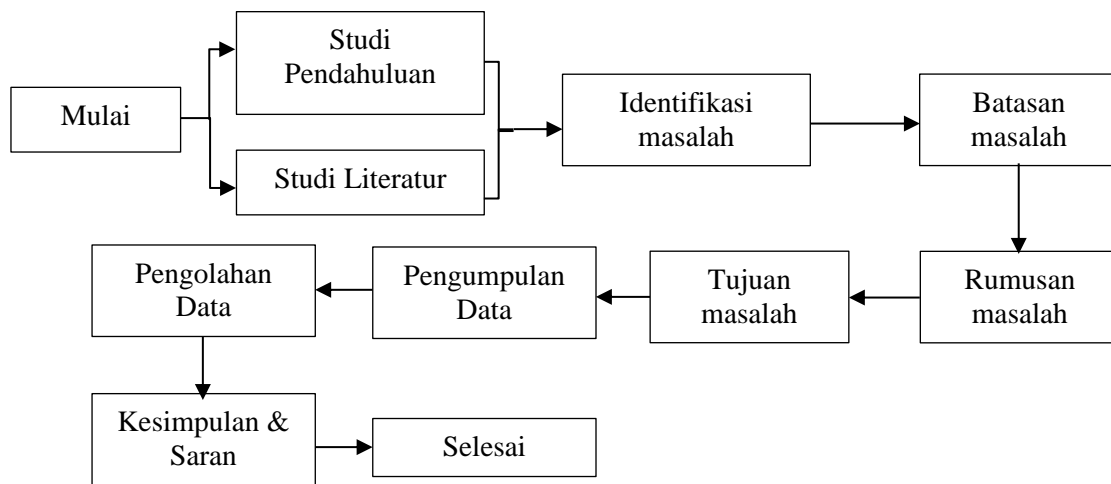 Mulai
Studi
Pendahuluan
Studi Literatur
Identifikasi
masalah
Batasan
masalah
Rumusan
masalah
Tujuan
masalah
Pengumpulan
Data
Pengolahan
Data
Kesimpulan &
Saran
Selesai